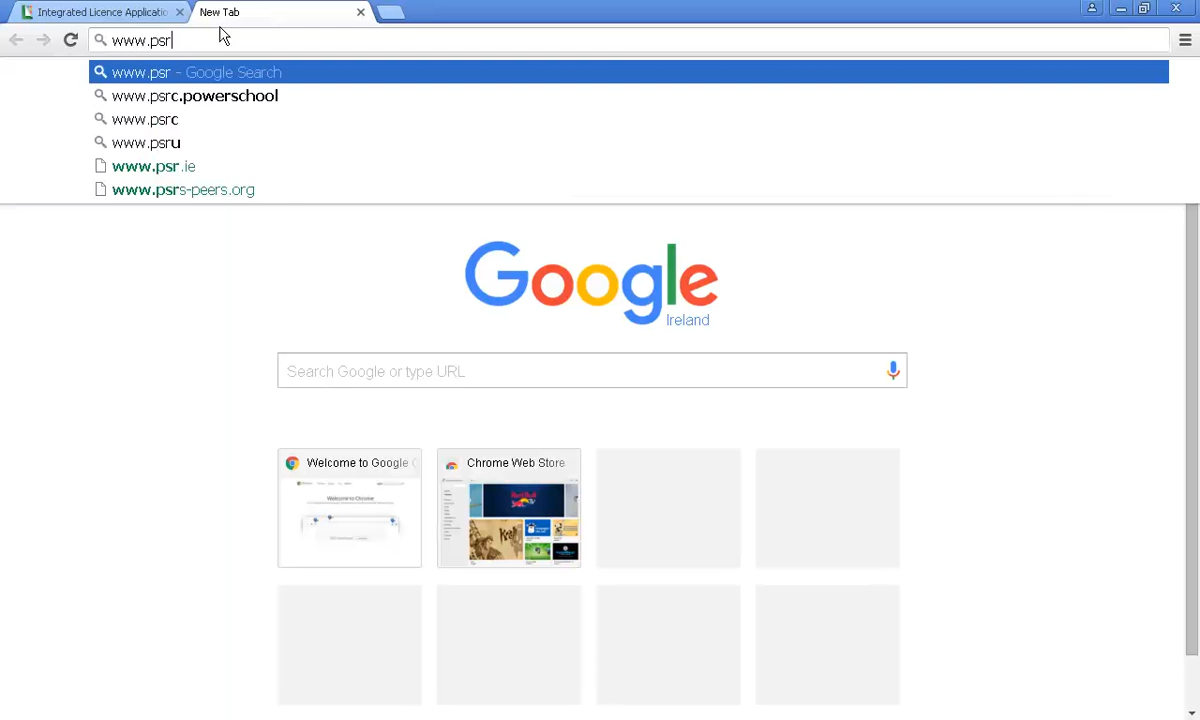 Integrated Licence Applicatio
New Tab
www.psr
www.psr - Google Search
www.psrc.powerschool
www.psrc
www.psru
www.psr.ie
www.psrs-peers.org
Google
Ireland
Search Google or type URL
Welcome to Google
Chrome Web Store
Welcome to Chrome